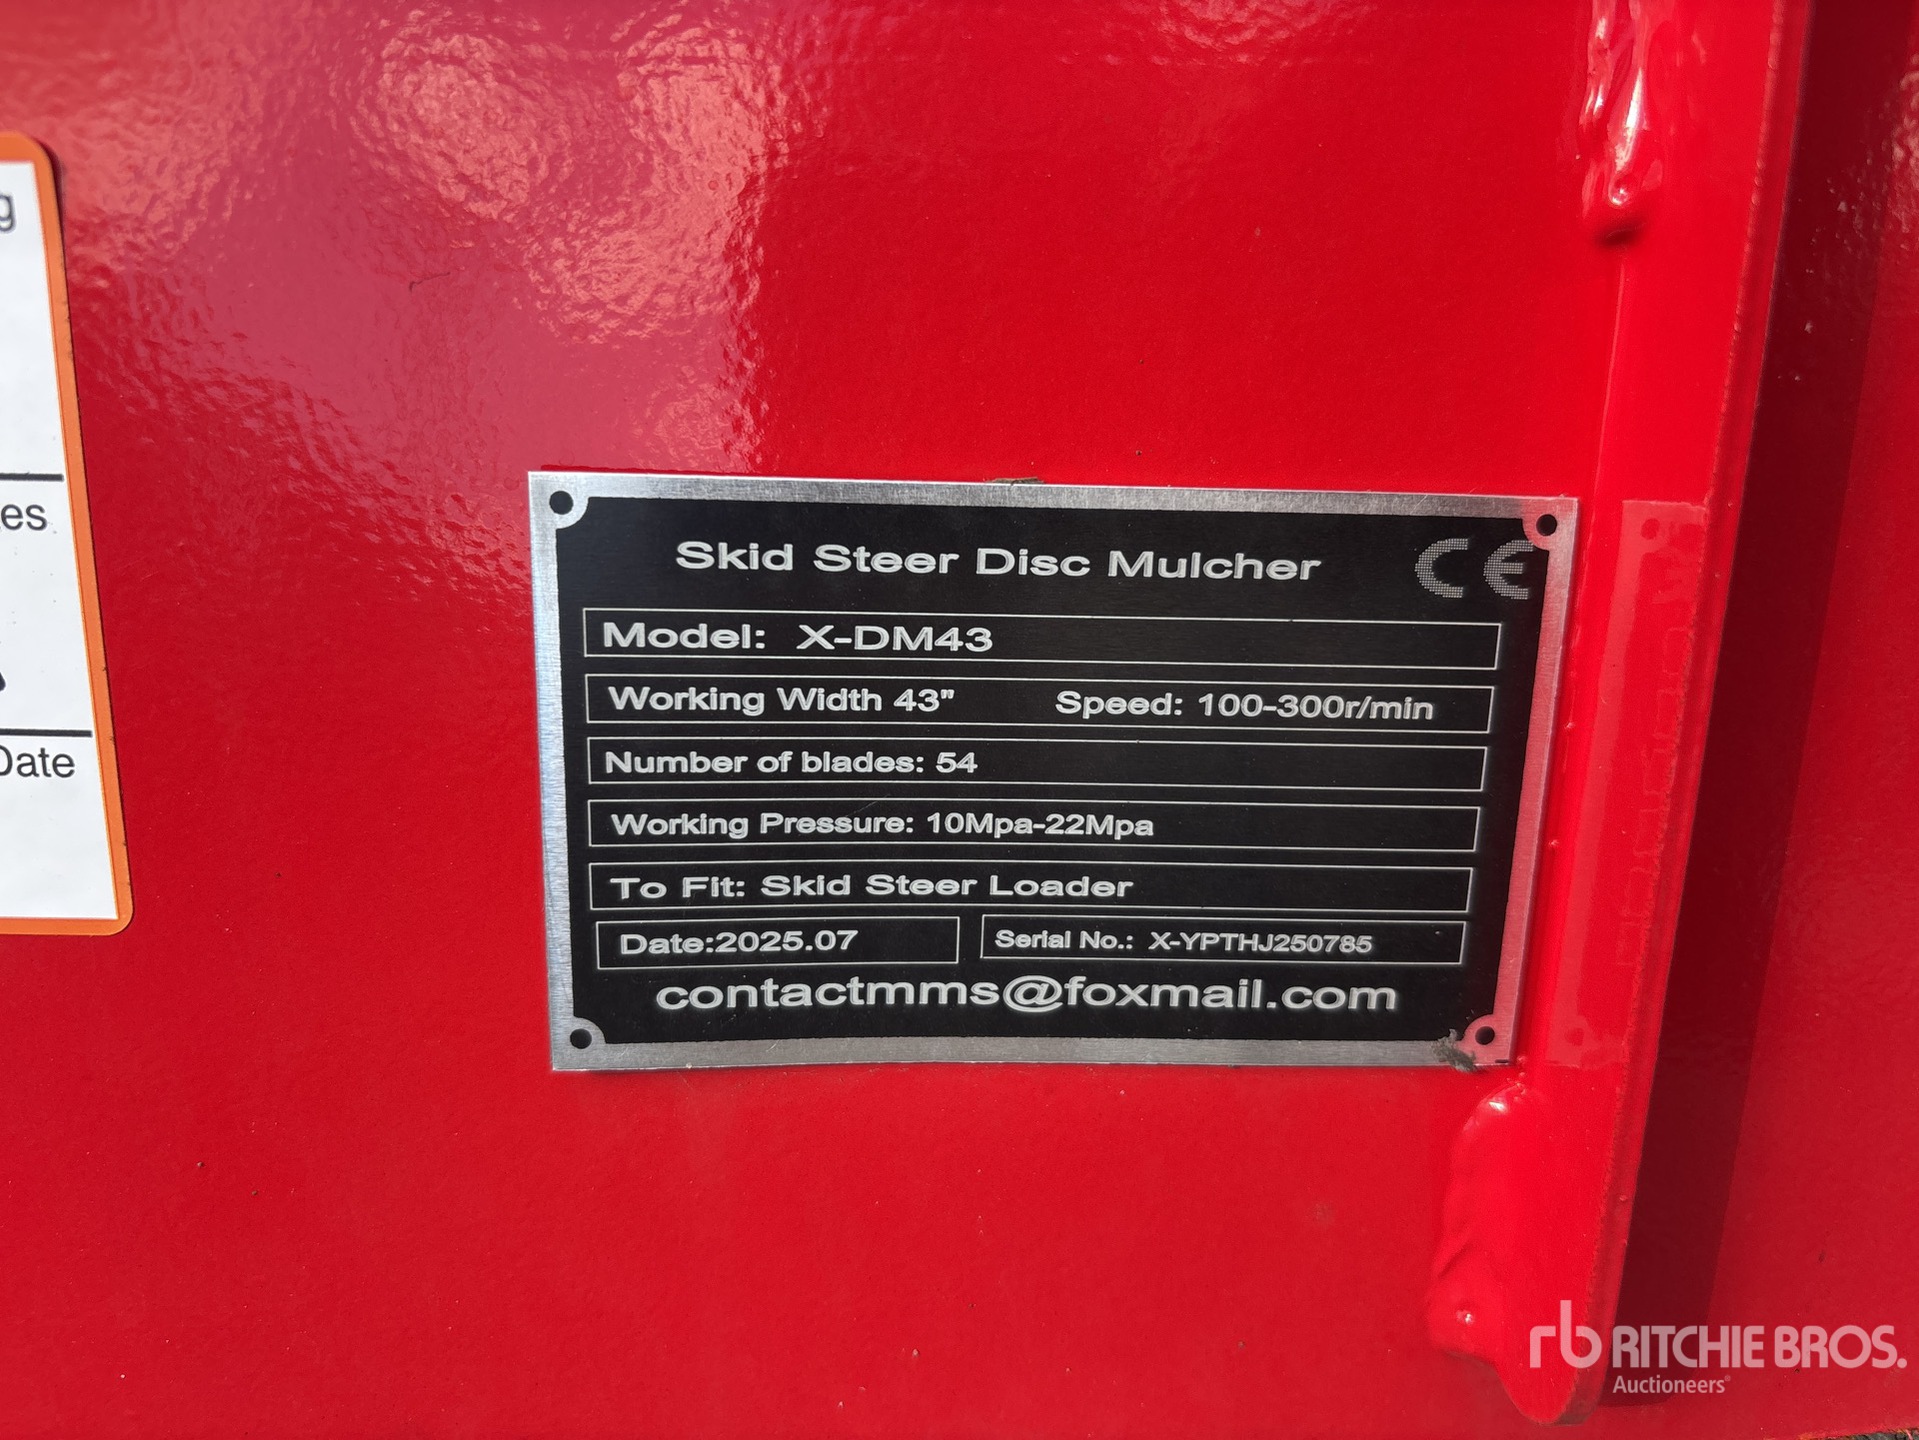 g
es
Date
Skid Steer Disc Mulcher CE
Model: X-DM43
Working Width 43" Speed: 100-300r/min
Number of blades: 54
Working Pressure: 10Mpa-22Mpa
To Fit: Skid Steer Loader
Date:2025.07 Serial No.: X-YPTHJ250785
contactmms@foxmail.com
rb RITCHIE BROS.
Auctioneers